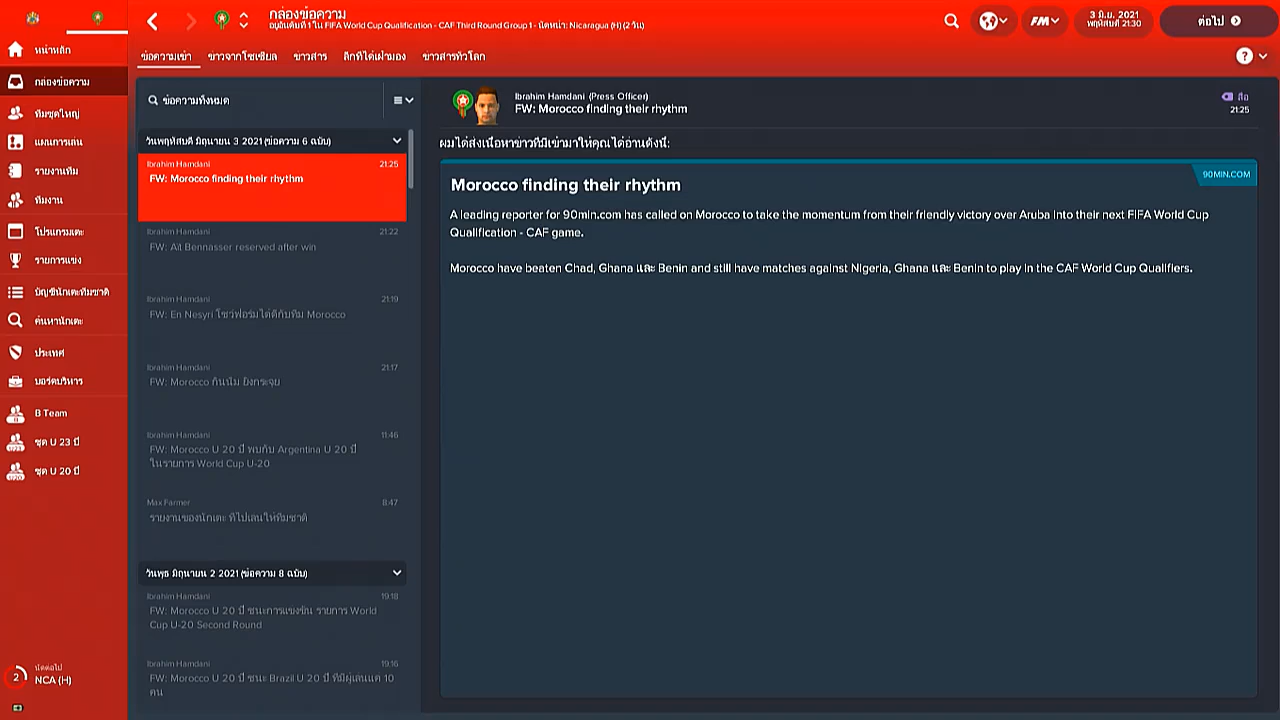 กล่องข้อความ
อยู่อันดับที่ 1 ใน FIFA World Cup Qualification - CAF Third Round Group 1 - นัดหน้า: Nicaragua (H) (2 วัน)
FM
3 มิ.ย. 2021
พฤหัสบดี 21:30
ต่อไป
ข้อความเข้า
ข่าวจากโซเชียล
ข่าวสาร
ลีกที่ได้เฝ้ามอง
ข่าวสารทั่วโลก
?
หน้าหลัก
กล่องข้อความ
ทีมชุดใหญ่
แผนการเล่น
รายงานทีม
ทีมงาน
โปรแกรมเตะ
รายการแข่ง
บัญชีนักเตะทีมชาติ
ค้นหานักเตะ
ประเทศ
บอร์ดบริหาร
B Team
ชุด U 23 ปี
ชุด U 20 ปี
2
นัดต่อไป
NCA (H)
ข้อความทั้งหมด
วันพฤหัสบดี มิถุนายน 3 2021 (ข้อความ 6 ฉบับ)
Ibrahim Hamdani 21:25
FW: Morocco finding their rhythm
Ibrahim Hamdani 21:22
FW: Aït Bennasser reserved after win
Ibrahim Hamdani 21:19
FW: En Nesyri โชว์ฟอร์มได้ดีกับทีม Morocco
Ibrahim Hamdani 21:17
FW: Morocco กินนิ่ม ยิงกระจุย
Ibrahim Hamdani 11:46
FW: Morocco U 20 ปี พบกับ Argentina U 20 ปี
ในรายการ World Cup U-20
Max Farmer 8:47
รายงานของนักเตะ ที่ไปเล่นให้ทีมชาติ
วันพุธ มิถุนายน 2 2021 (ข้อความ 8 ฉบับ)
Ibrahim Hamdani 19:18
FW: Morocco U 20 ปี ชนะการแข่งขัน รายการ World
Cup U-20 Second Round
Ibrahim Hamdani 19:16
FW: Morocco U 20 ปี ชนะ Brazil U 20 ปี ที่มีผู้เล่นแค่ 10
คน
Ibrahim Hamdani (Press Officer)
FW: Morocco finding their rhythm
สื่อ
21:25
ผมได้ส่งเนื้อหาข่าวที่มีเข้ามาให้คุณได้อ่านดังนี้:
90MIN.COM
Morocco finding their rhythm
A leading reporter for 90min.com has called on Morocco to take the momentum from their friendly victory over Aruba into their next FIFA World Cup
Qualification - CAF game.
Morocco have beaten Chad, Ghana และ Benin and still have matches against Nigeria, Ghana และ Benin to play in the CAF World Cup Qualifiers.